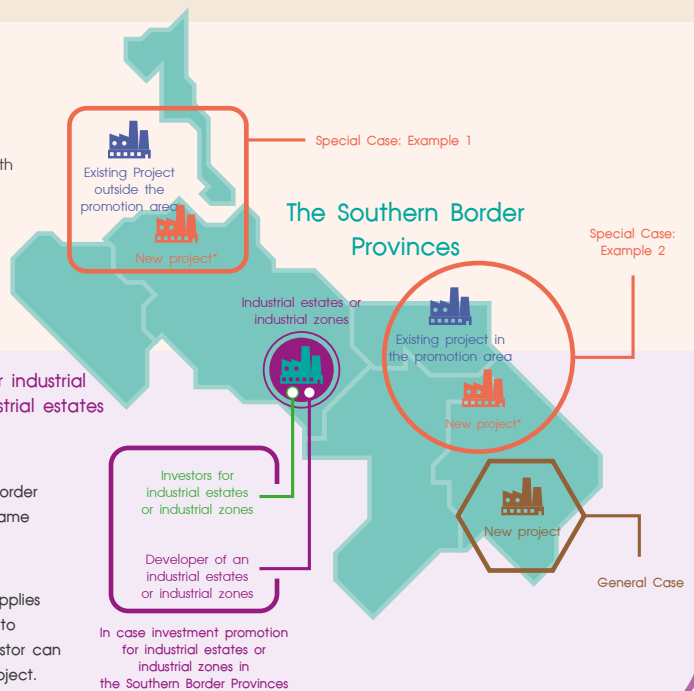 th
Special Case: Example 1
Existing Project
outside the
promotion area
New project*
The Southern Border
Provinces
Special Case:
Example 2
Industrial estates or
industrial zones
Existing project in
the promotion area
New project*
industrial
strial estates
Investors for
industrial estates
or industrial zones
order
ame
New project
Developer of an
industrial estates
or industrial zones
General Case
pplies
to
stor can
oject.
In case investment promotion
for industrial estates or
industrial zones in
the Southern Border Provinces